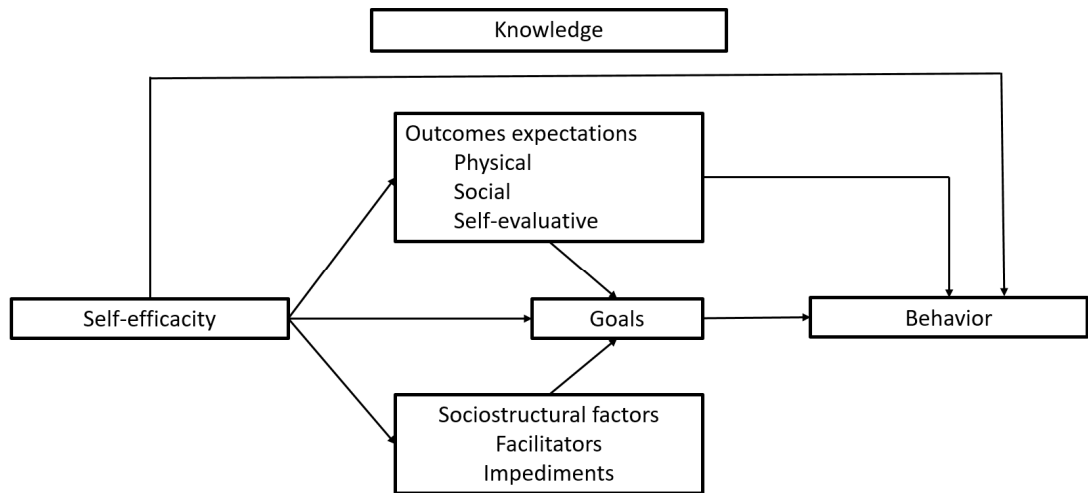 Knowledge
Outcomes expectations
Physical
Social
Self-evaluative
Self-efficacity
Goals
Behavior
Sociostructural factors
Facilitators
Impediments